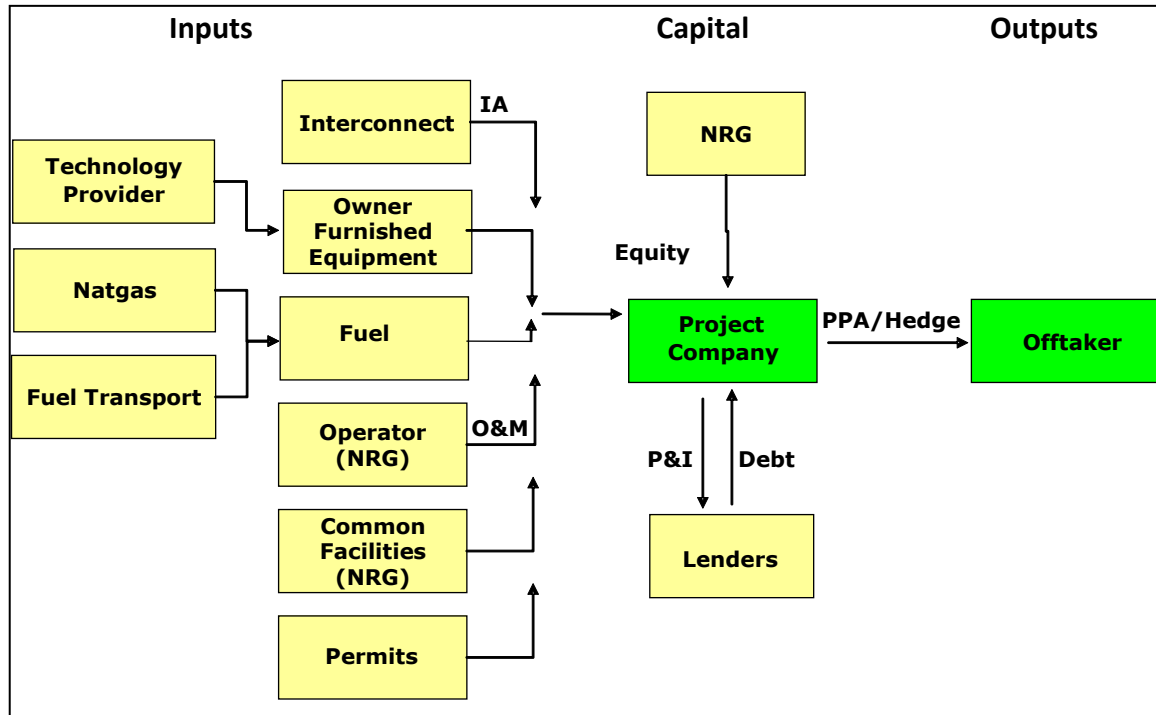 Inputs
Capital
Outputs
Interconnect
IA
NRG
Technology
Provider
Owner
Furnished
Equipment
Equity
Natgas
Fuel
Project
Company
PPA/Hedge
Offtaker
Fuel Transport
Operator
(NRG)
O&M
P&I
Debt
Common
Facilities
(NRG)
Lenders
Permits